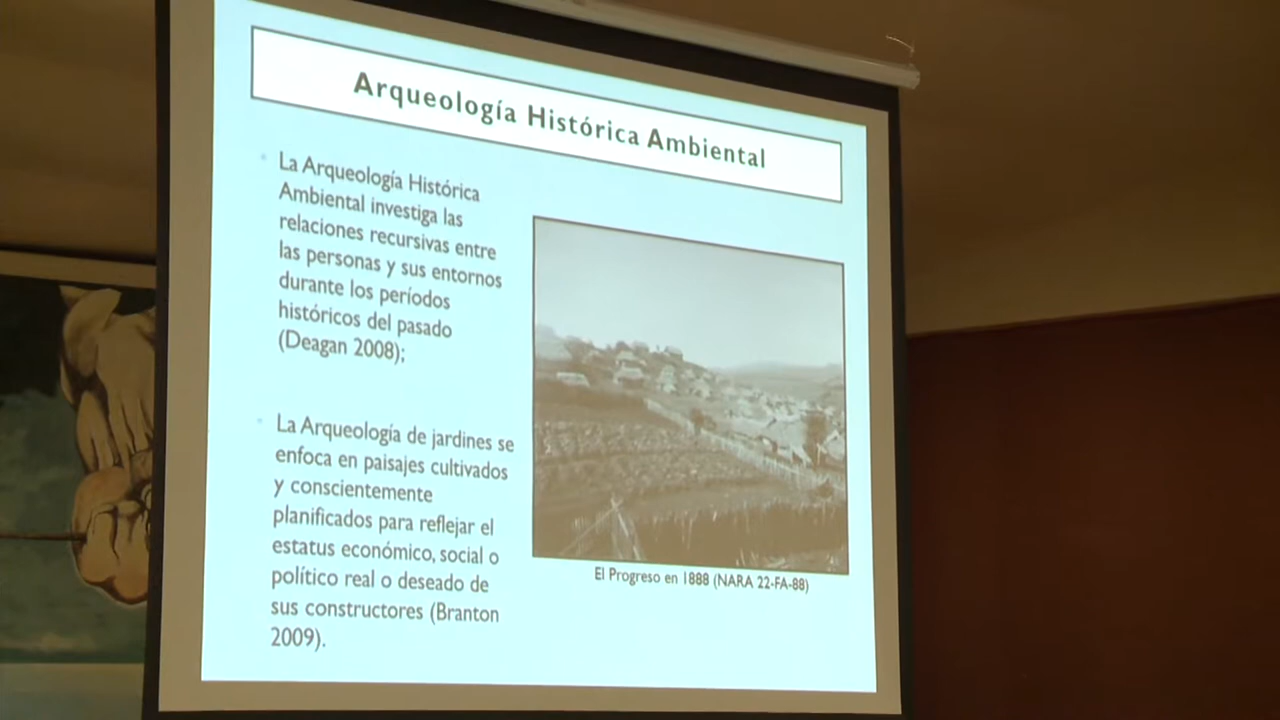 Arqueología Histórica Ambiental
La Arqueología Histórica
Ambiental investiga las
relaciones recursivas entre
las personas y sus entornos
durante los períodos
históricos del pasado
(Deagan 2008);
La Arqueología de jardines se
enfoca en paisajes cultivados
y conscientemente
planificados para reflejar el
estatus económico, social o
político real o deseado de
sus constructores (Branton
2009).
El Progreso en 1888 (NARA 22-FA-88)